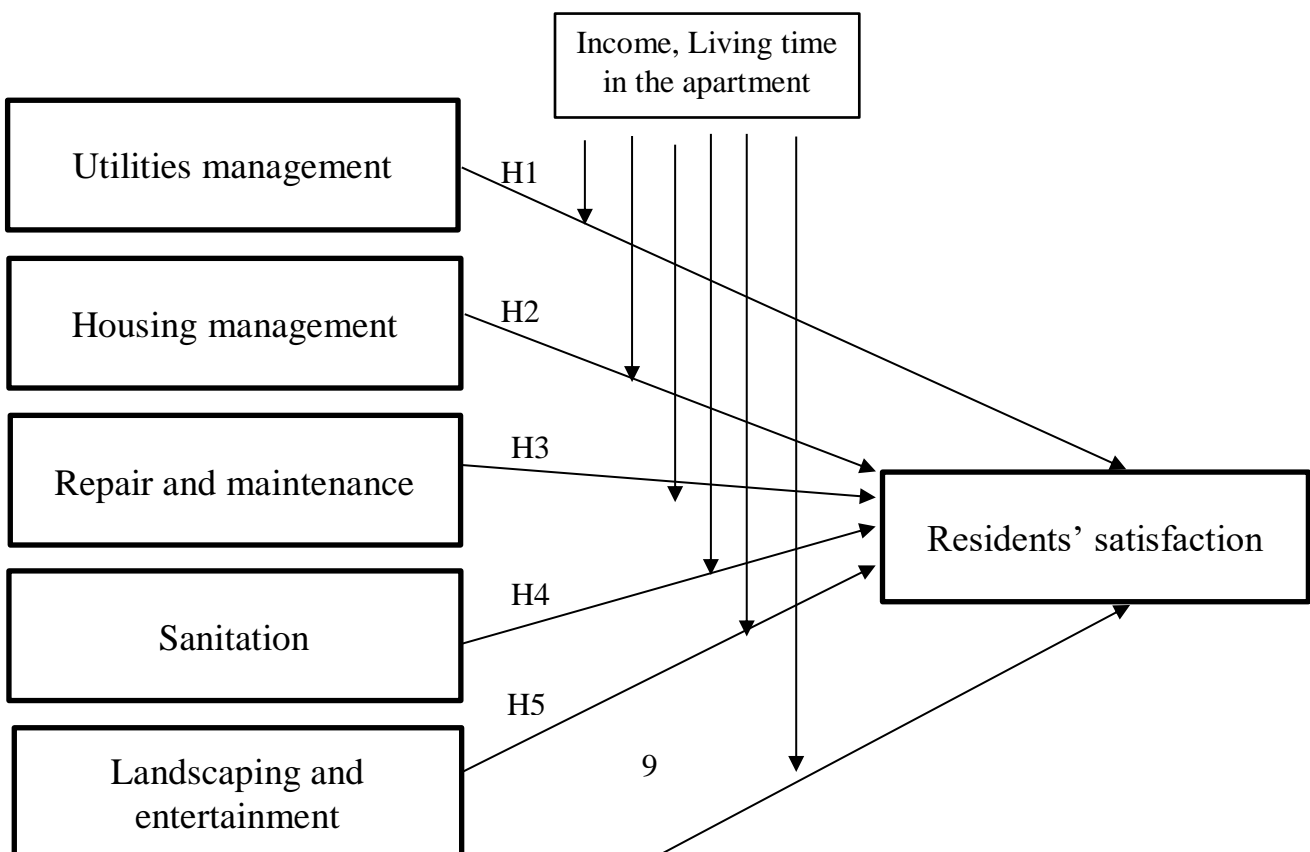 Income, Living time
in the apartment
Utilities management
H1
Housing management
H2
Repair and maintenance
H3
Residents’ satisfaction
Sanitation
H4
H5
Landscaping and
entertainment
9